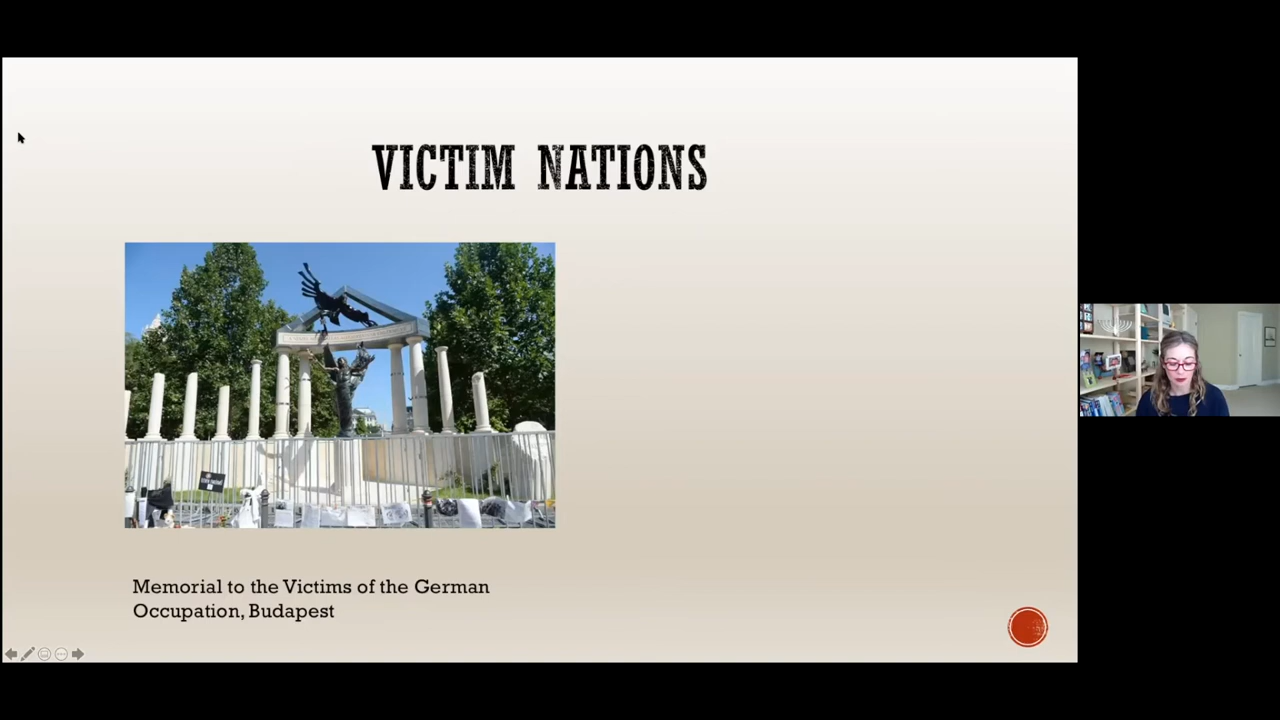 VICTIM NATIONS
Memorial to the Victims of the German
Occupation, Budapest